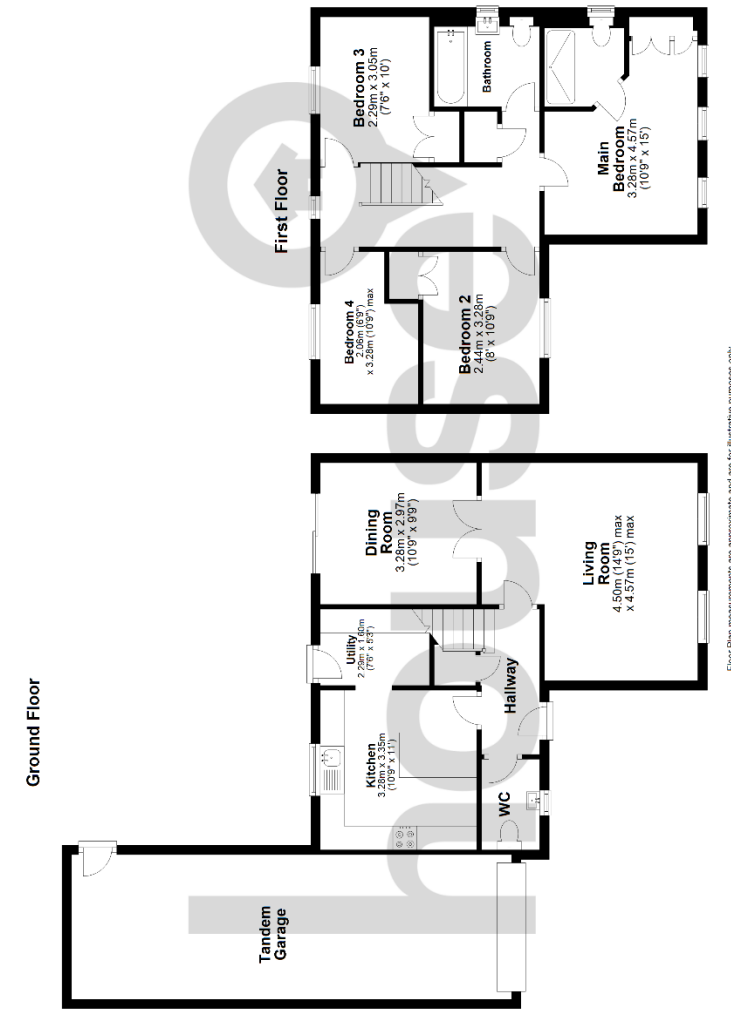 Ground Floor
Tandem
Garage
Kitchen
3.28m x 3.35m
(10'9" x 11')
Utility
2.29m x 1.60m
(7'6" x 5'3")
Dining
Room
3.28m x 2.97m
(10'9" x 9'9")
WC
Hallway
Living
Room
4.50m (14'9") max
x 4.57m (15') max
First Floor
Bedroom 4
2.06m (6'9")
x 3.28m (10'9") max
Bedroom 3
2.29m x 3.05m
(7'6" x 10')
Bedroom 2
2.44m x 3.28m
(8' x 10'9")
Bathroom
Main
Bedroom
3.28m x 4.57m
(10'9" x 15')
house
Floor Plan measurements are approximate and are for illustrative purposes only